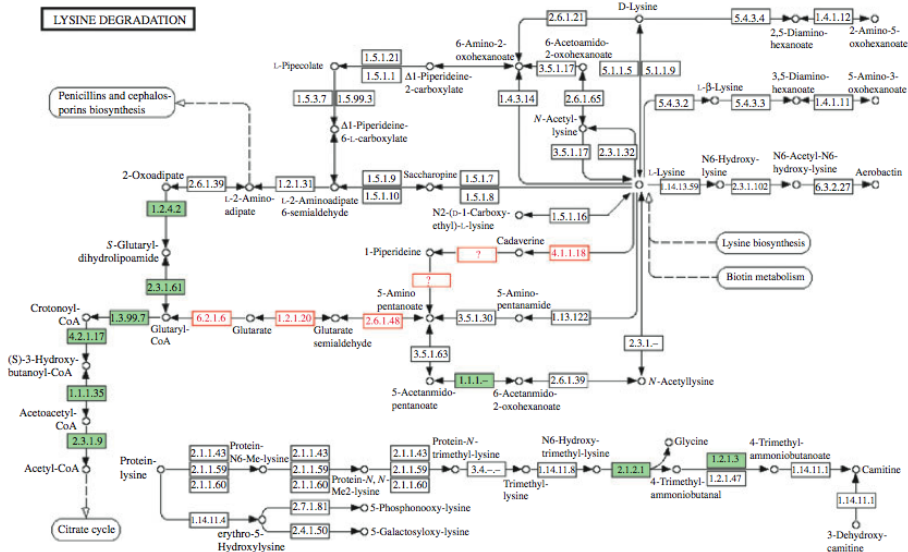 LYSINE DEGRADATION
D-Lysine
2.6.1.21
5.4.3.4
1.4.1.12
2,5-Diamino-
hexanoate
2-Amino-5-
oxohexanoate
6-Amino-2-
oxohexanoate
6-Acetoamido-
2-oxohexanoate
L-Pipecolate
1.5.1.21
1.5.1.1
Δ1-Piperideine-
2-carboxylate
3.5.1.17
5.1.1.5
5.1.1.9
L-β-Lysine
3,5-Diamino-
hexanoate
5-Amino-3-
oxohexanoate
Penicillins and cephalos-
porins biosynthesis
1.5.3.7
1.5.99.3
1.4.3.14
2.6.1.65
5.4.3.2
5.4.3.3
1.4.1.11
Δ1-Piperideine-
6-L-carboxylate
N-Acetyl-
lysine
3.5.1.17
2.3.1.32
2-Oxoadipate
2.6.1.39
L-2-Amino-
adipate
1.2.1.31
L-2-Aminoadipate
6-semialdehyde
1.5.1.9
1.5.1.10
Saccharopine
1.5.1.7
1.5.1.8
L-Lysine
1.14.13.59
N6-Hydroxy-
lysine
2.3.1.102
N6-Acetyl-N6-
hydroxy-lysine
6.3.2.27
Aerobactin
1.2.4.2
N2-(D-1-Carboxy-
ethyl)-L-lysine
1.5.1.16
S-Glutaryl-
dihydrolipoamide
1-Piperideine
?
Cadaverine
4.1.1.18
Lysine biosynthesis
Biotin metabolism
2.3.1.61
?
Crotonoyl-
CoA
1.3.99.7
Glutaryl-
CoA
6.2.1.6
Glutarate
1.2.1.20
Glutarate
semialdehyde
2.6.1.48
5-Amino
pentanoate
3.5.1.30
5-Amino-
pentanamide
1.13.122
4.2.1.17
2.3.1.–
(S)-3-Hydroxy-
butanoyl-CoA
3.5.1.63
1.1.1.35
5-Acetanmido-
pentanoate
1.1.1.–
6-Acetanmido-
2-oxohexanoate
2.6.1.39
N-Acetyllysine
Acetoacetyl-
CoA
2.3.1.9
Acetyl-CoA
Citrate cycle
Protein-
lysine
2.1.1.43
2.1.1.59
2.1.1.60
Protein-
N6-Me-lysine
2.1.1.43
2.1.1.59
2.1.1.60
Protein-N, N-
Me2-lysine
2.1.1.43
2.1.1.59
2.1.1.60
Protein-N-
trimethyl-lysine
3.4.–.–
Trimethyl-
lysine
1.14.11.8
N6-Hydroxy-
trimethyl-lysine
2.1.2.1
Glycine
4-Trimethyl-
ammoniobutanal
1.2.1.3
1.2.1.47
4-Trimethyl-
ammoniobutanoate
1.14.11.1
Camitine
1.14.11.1
3-Dehydroxy-
camitine
1.14.11.4
erythro-5-
Hydroxylysine
2.7.1.81
5-Phosphonooxy-lysine
2.4.1.50
5-Galactosyloxy-lysine